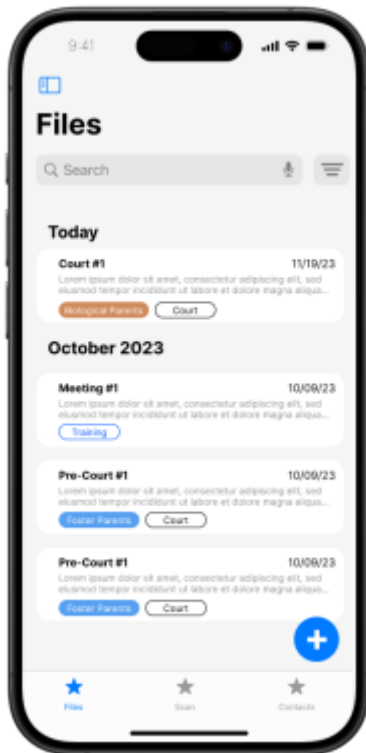 9:41
Files
Search
Today
Court #1 11/19/23
Lorem ipsum dolor sit amet, consectetur adipiscing elit, sed
eiusmod tempor incididunt ut labore et dolore magna aliqua...
Biological Parents Court
October 2023
Meeting #1 10/09/23
Lorem ipsum dolor sit amet, consectetur adipiscing elit, sed
eiusmod tempor incididunt ut labore et dolore magna aliqua...
Training
Pre-Court #1 10/09/23
Lorem ipsum dolor sit amet, consectetur adipiscing elit, sed
eiusmod tempor incididunt ut labore et dolore magna aliqua...
Foster Parents Court
Pre-Court #1 10/09/23
Lorem ipsum dolor sit amet, consectetur adipiscing elit, sed
eiusmod tempor incididunt ut labore et dolore magna aliqua...
Foster Parents Court
Files Scan Contacts